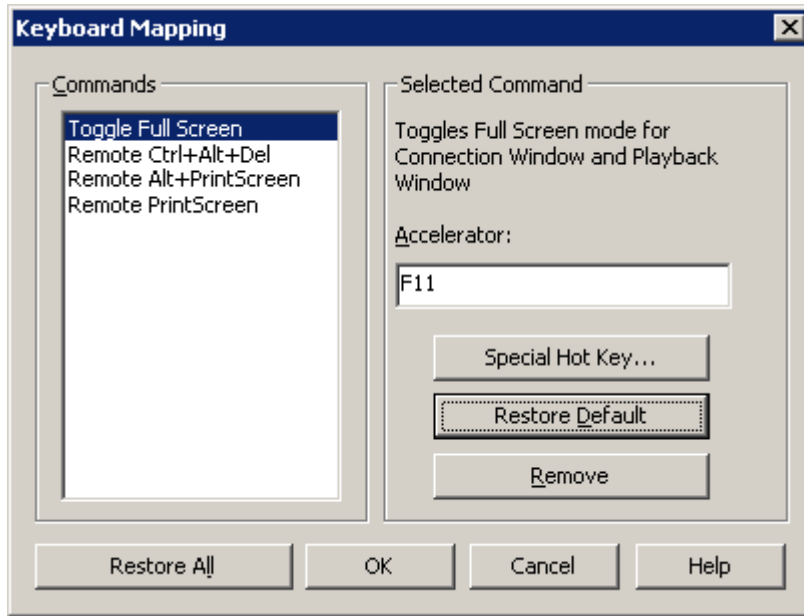 Keyboard Mapping
Commands
Toggle Full Screen
Remote Ctrl+Alt+Del
Remote Alt+PrintScreen
Remote PrintScreen
Selected Command
Toggles Full Screen mode for
Connection Window and Playback
Window
Accelerator:
F11
Special Hot Key...
Restore Default
Remove
Restore All
OK
Cancel
Help